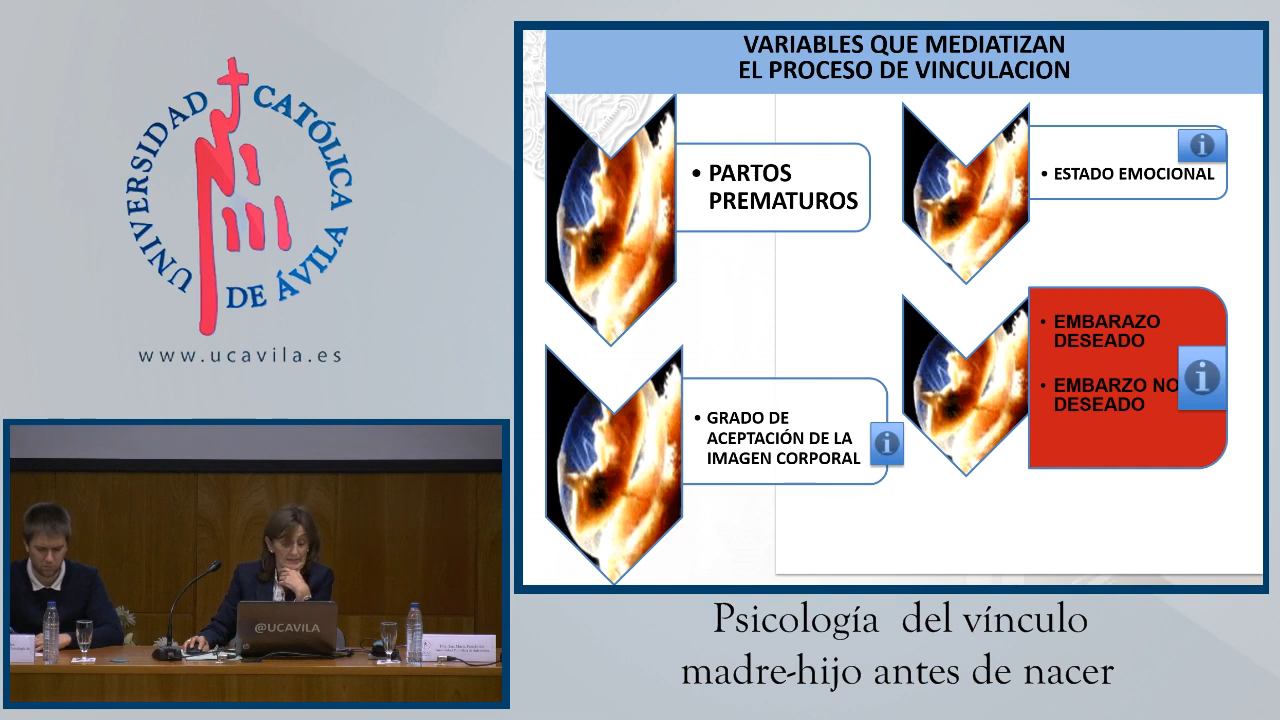 UNIVERSIDAD CATÓLICA DE ÁVILA
www.ucavila.es
VARIABLES QUE MEDIATIZAN
EL PROCESO DE VINCULACION
• PARTOS
PREMATUROS
• ESTADO EMOCIONAL
• GRADO DE
ACEPTACIÓN DE LA
IMAGEN CORPORAL
• EMBARAZO
DESEADO
• EMBARZO NO
DESEADO
@UCAVILA
Psicología del vínculo
madre-hijo antes de nacer